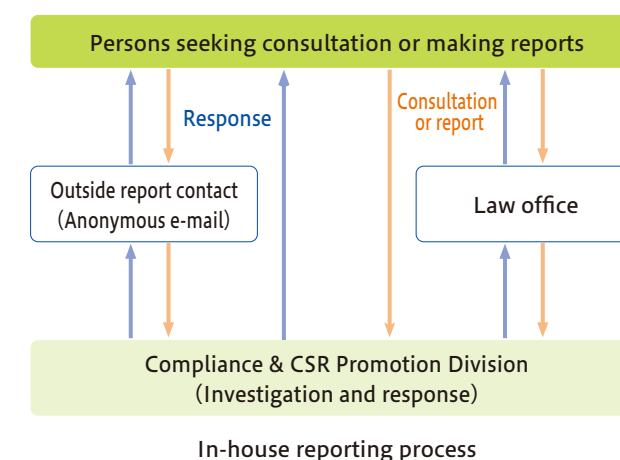 Persons seeking consultation or making reports
Response
Consultation
or report
Outside report contact
(Anonymous e-mail)
Law office
Compliance & CSR Promotion Division
(Investigation and response)
In-house reporting process